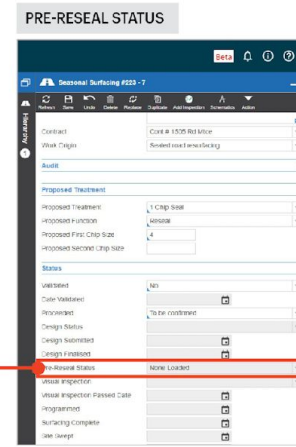 PRE-RESEAL STATUS
Beta
Seasonal Surfacing #223 - 7
Refresh Save Undo Delete Replace Duplicate Add Inspection Schematics Action
Hierarchy
1
Contract Cont # 1505 Rd Mtce
Work Origin Sealed road resurfacing
Audit
Proposed Treatment
Proposed Treatment 1 Chip Seal
Proposed Function Reseal
Proposed First Chip Size 4
Proposed Second Chip Size
Status
Validated No
Date Validated
Proceeded To be confirmed
Design Status
Design Submitted
Design Finalised
Pre-Reseal Status None Loaded
Visual Inspection
Visual Inspection Passed Date
Programmed
Surfacing Complete
Site Swept